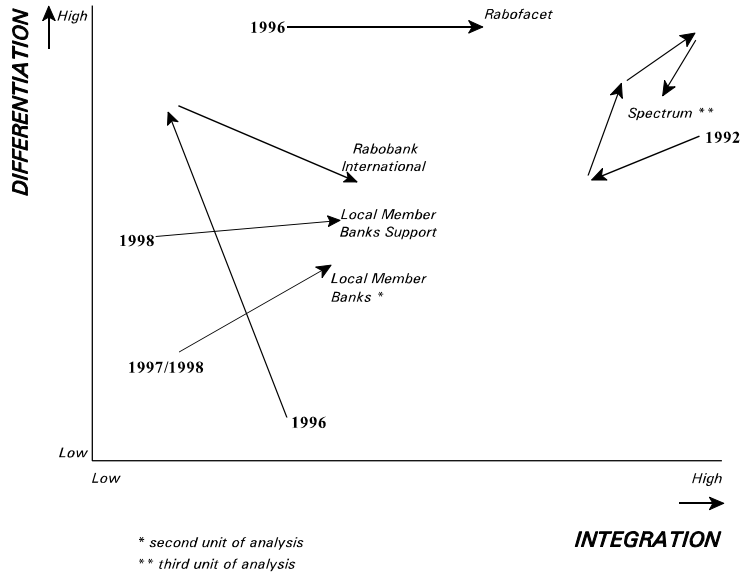 DIFFERENTIATION
High
1996
Rabofacet
Spectrum **
1992
Rabobank
International
1998
Local Member
Banks Support
Local Member
Banks *
1997/1998
1996
Low
Low
High
INTEGRATION
* second unit of analysis
** third unit of analysis